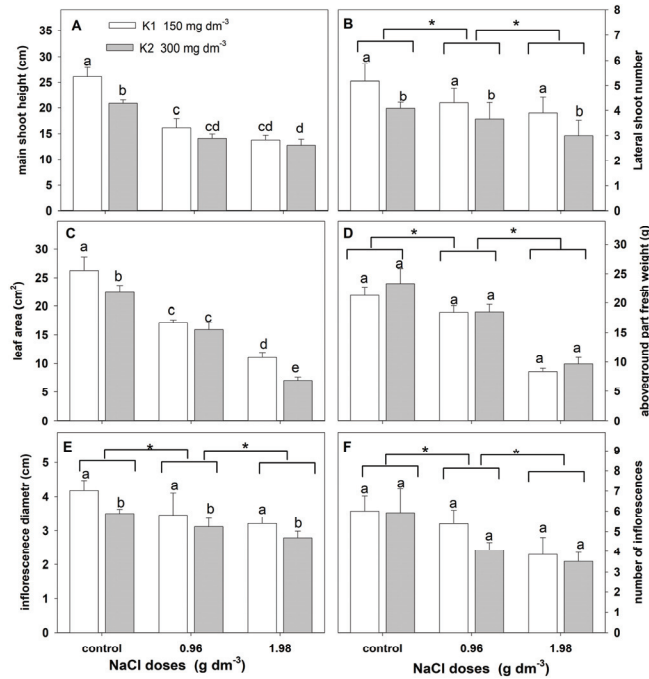 A
K1 150 mg dm⁻³
K2 300 mg dm⁻³
main shoot height (cm)
35
30
25
20
15
10
5
0
a
b
c
cd
cd
d
B
*
*
a
b
a
b
a
b
8
7
6
5
4
3
2
1
0
Lateral shoot number
C
leaf area (cm²)
25
20
15
10
5
0
a
b
c
c
d
e
D
*
*
a
a
a
a
a
a
30
25
20
15
10
5
0
aboveground part fresh weight (g)
E
inflorescenece diametr (cm)
5
4
3
2
1
0
*
*
a
b
a
b
a
b
F
*
*
a
a
a
a
a
a
9
8
7
6
5
4
3
2
1
0
number of inflorescences
control
0.96
1.98
NaCl doses (g dm⁻³)
control
0.96
1.98
NaCl doses (g dm⁻³)